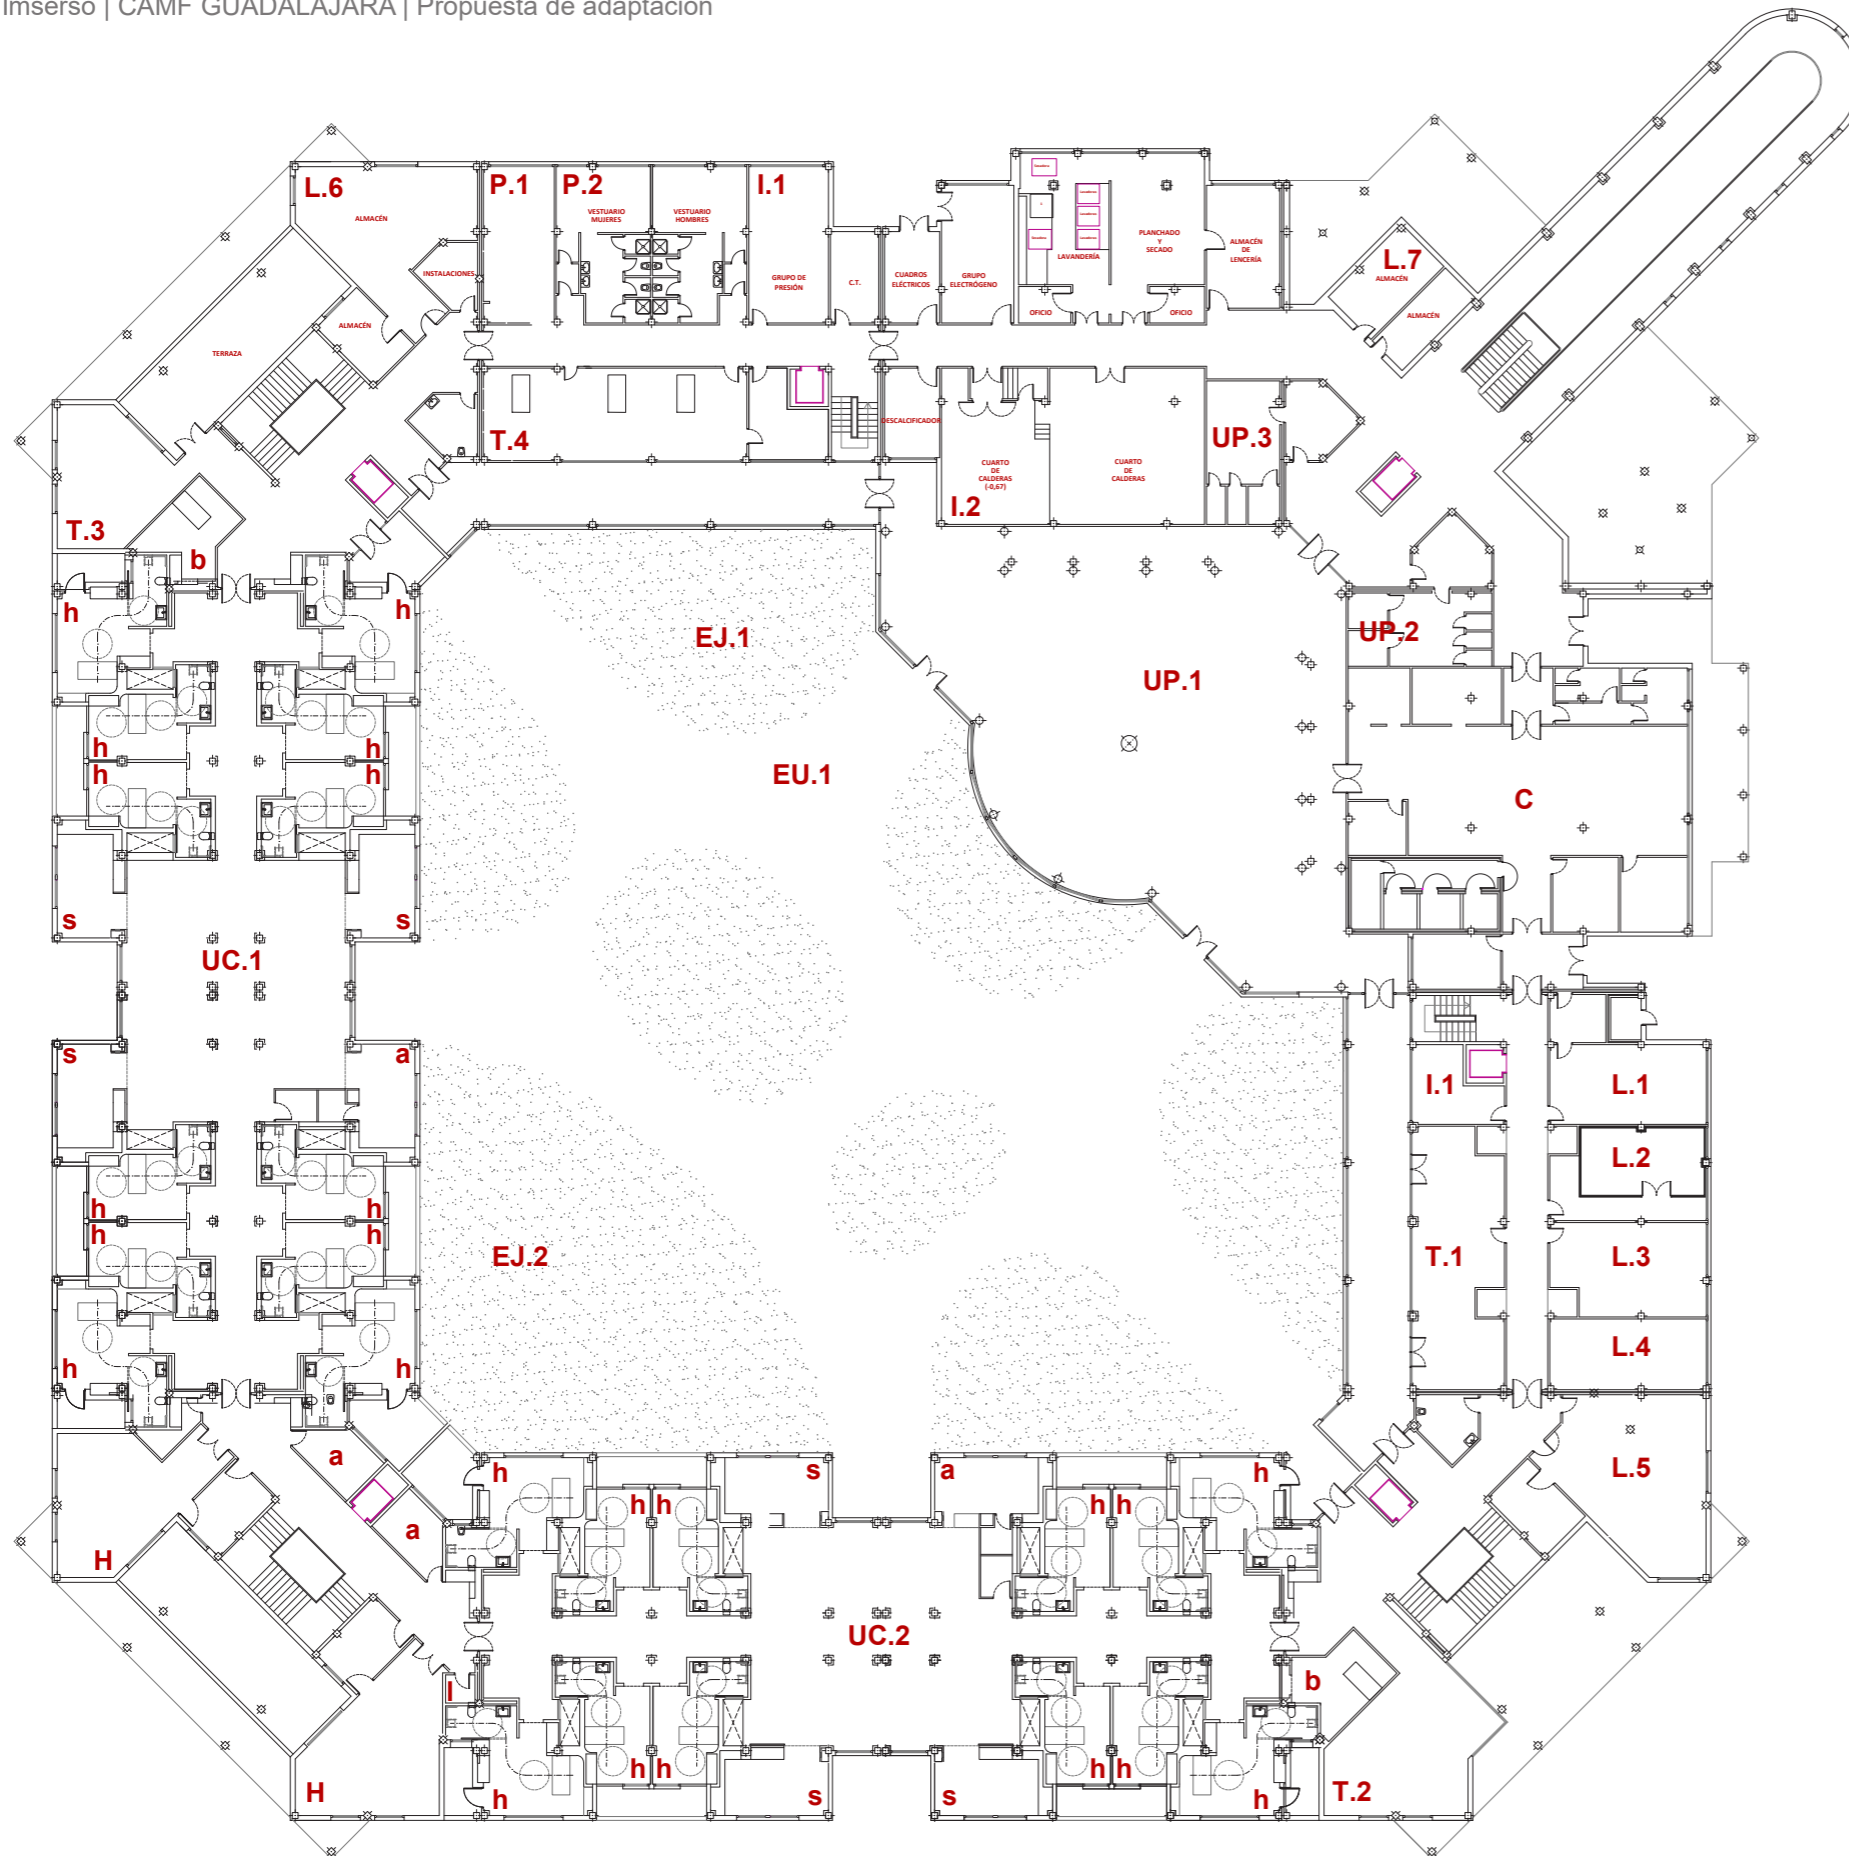 Imserso | CAMF GUADALAJARA | Propuesta de adaptación
L.6
ALMACÉN
P.1
P.2
VESTUARIO
MUJERES
VESTUARIO
HOMBRES
I.1
GRUPO DE
PRESIÓN
C.T.
CUADROS
ELÉCTRICOS
GRUPO
ELECTRÓGENO
LAVANDERÍA
PLANCHADO
Y
SECADO
ALMACÉN
DE
LENCERÍA
OFICIO
OFICIO
L.7
ALMACÉN
ALMACÉN
INSTALACIONES
ALMACÉN
TERRAZA
T.4
DESCALCIFICADOR
CUARTO
DE
CALDERAS
(-0,67)
I.2
CUARTO
DE
CALDERAS
UP.3
T.3
b
h
h
EJ.1
UP.2
UP.1
h
h
h
h
EU.1
C
s
s
UC.1
s
a
I.1
L.1
L.2
h
h
h
h
EJ.2
T.1
L.3
L.4
h
h
a
h
s
a
h
L.5
h
h
h
h
a
H
UC.2
l
b
H
h
h
h
h
h
s
s
h
T.2